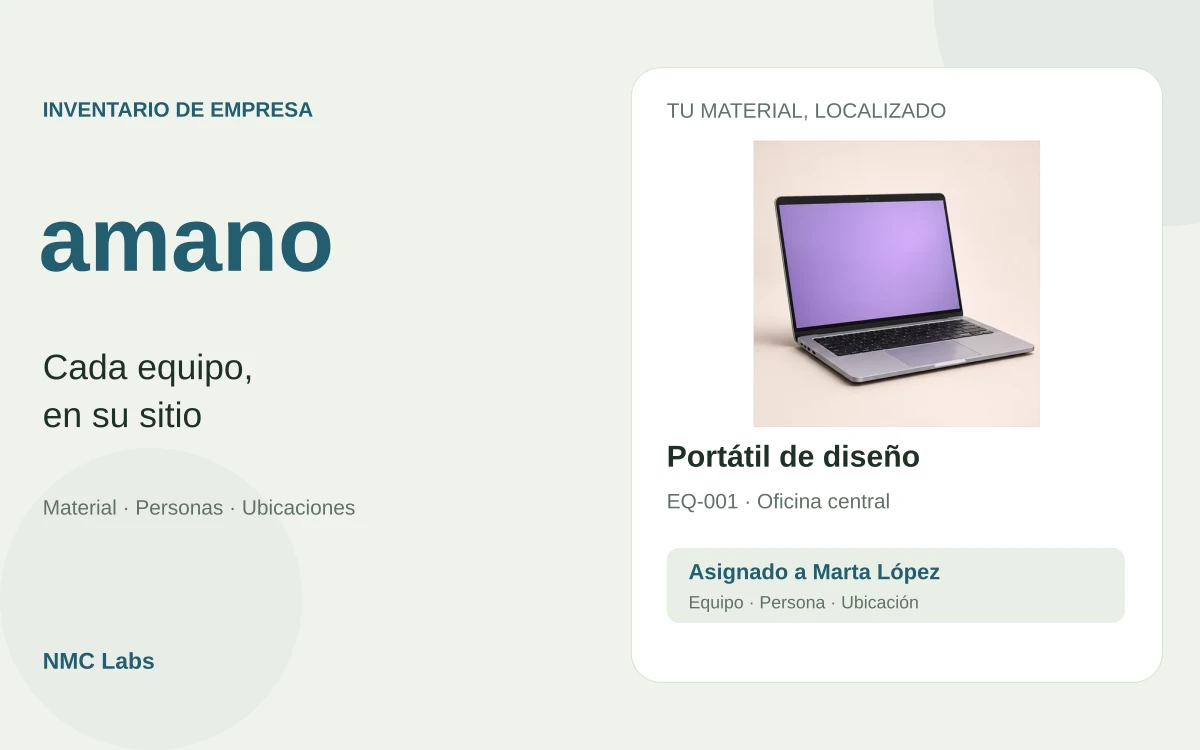 INVENTARIO DE EMPRESA
amano
Cada equipo,
en su sitio
Material · Personas · Ubicaciones
NMC Labs
TU MATERIAL, LOCALIZADO
Portátil de diseño
EQ-001 · Oficina central
Asignado a Marta López
Equipo · Persona · Ubicación